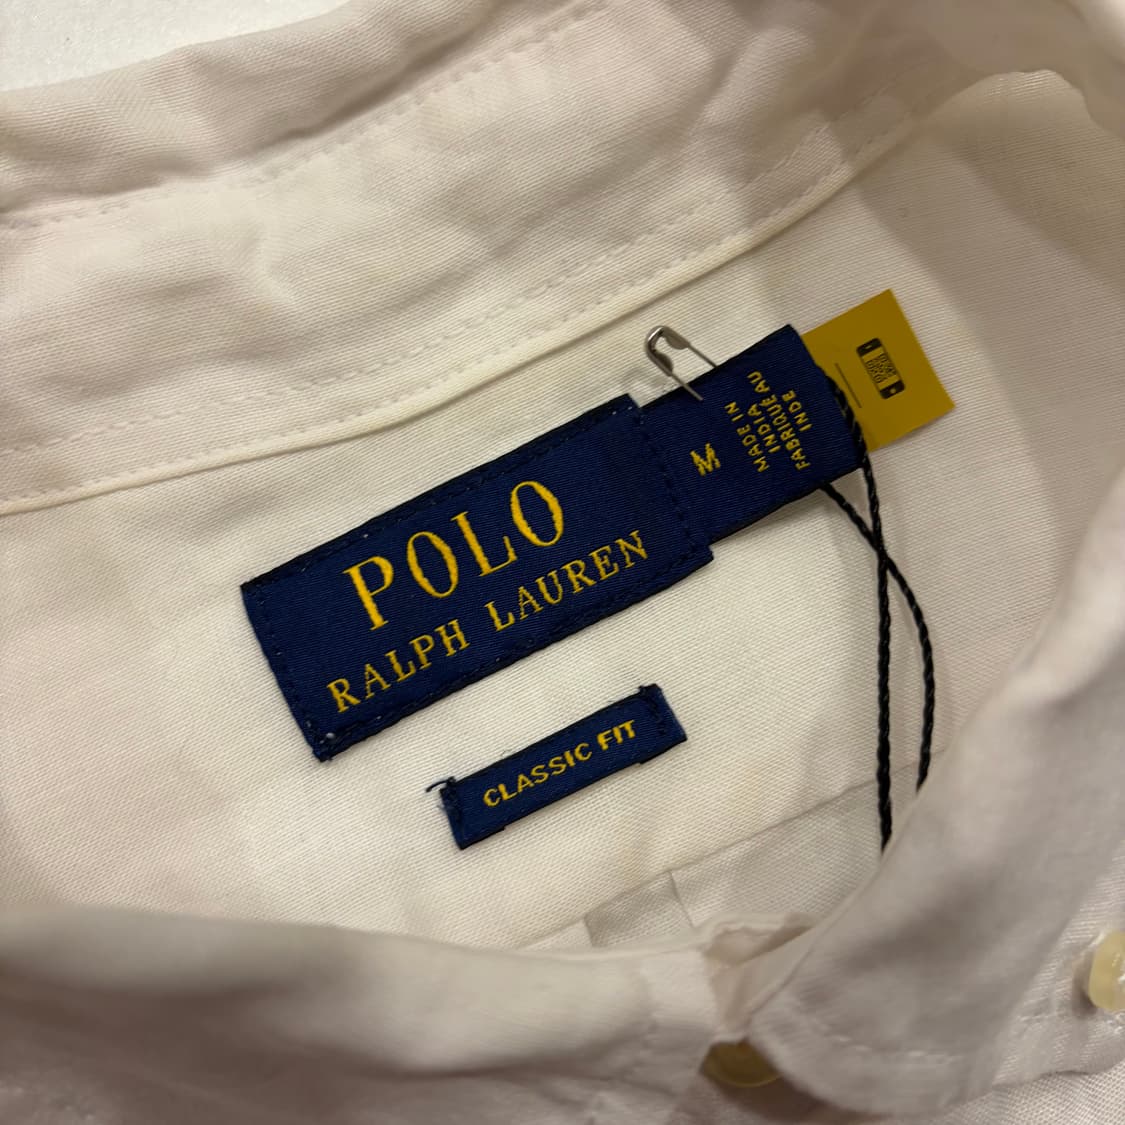 POLO
RALPH LAUREN
M
MADE IN
INDIA
FABRIQUÉ AU
INDE
CLASSIC FIT